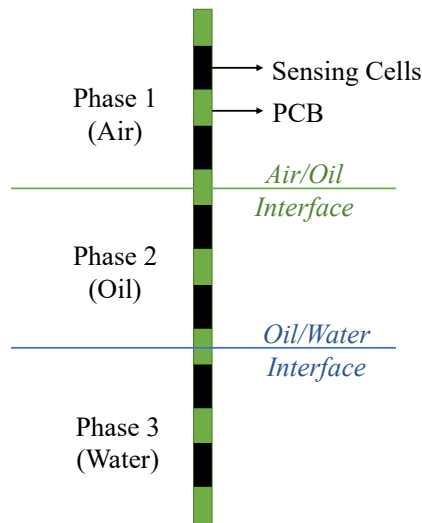 Sensing Cells
Phase 1
(Air)
PCB
Air/Oil
Interface
Phase 2
(Oil)
Oil/Water
Interface
Phase 3
(Water)